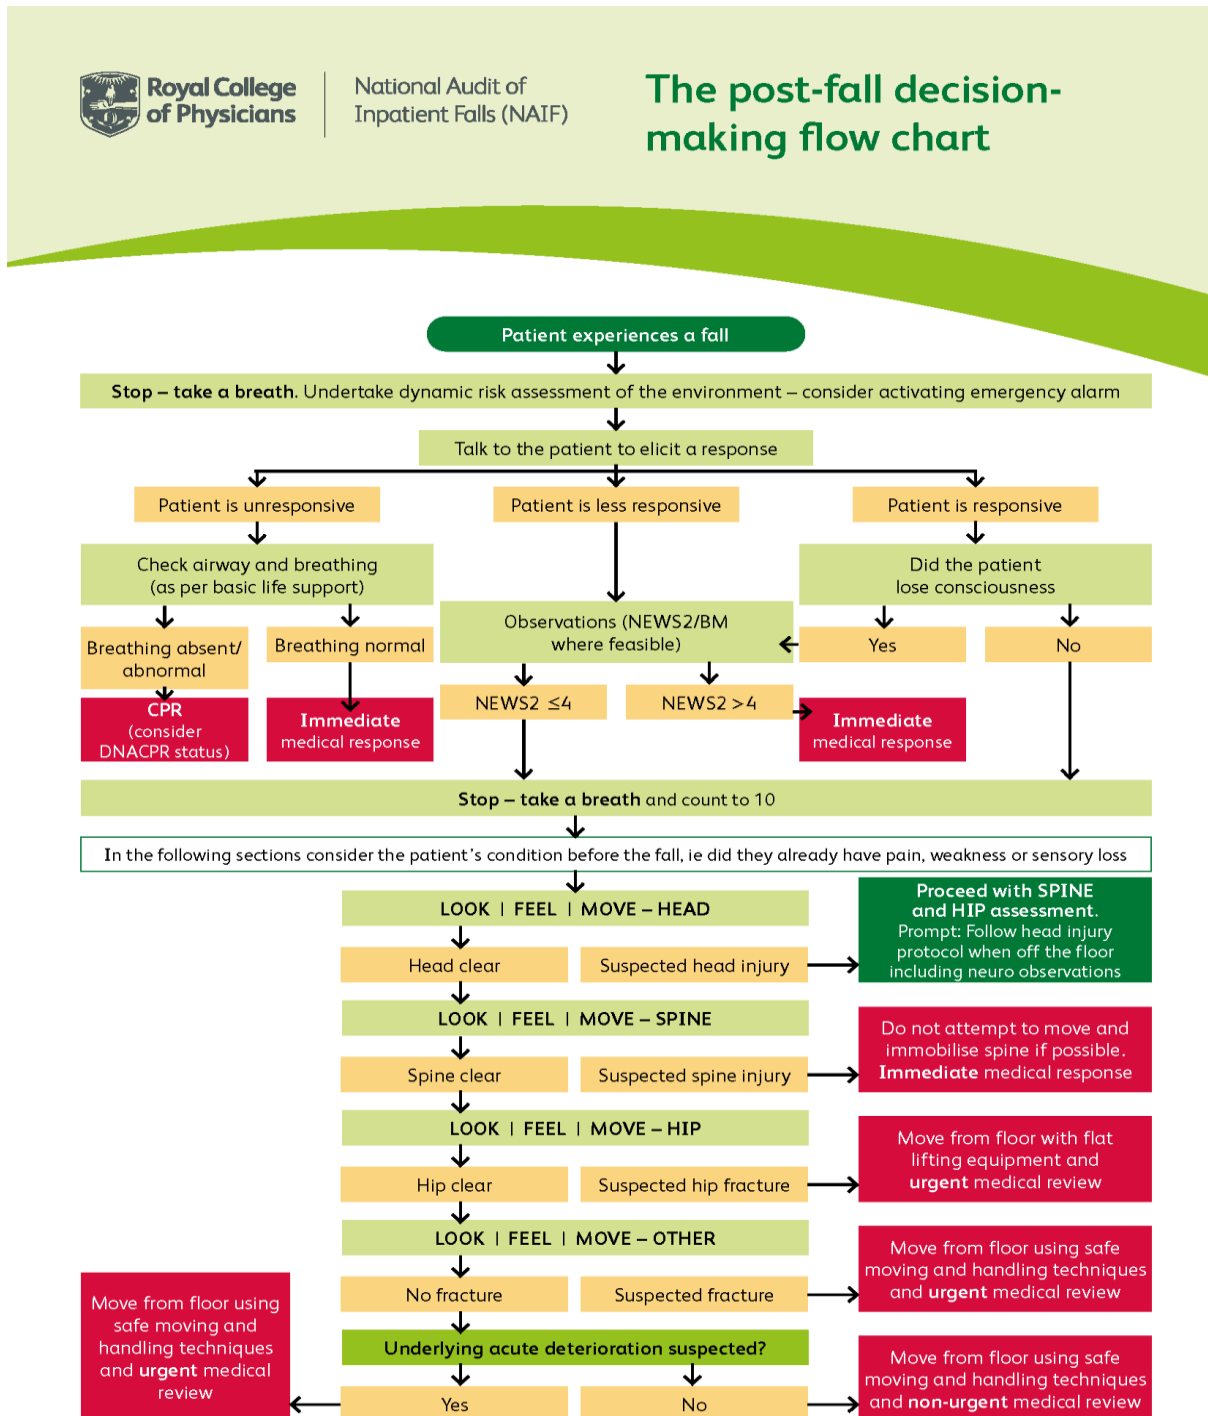 Royal College
of Physicians
National Audit of
Inpatient Falls (NAIF)
The post-fall decision-
making flow chart
Patient experiences a fall
Stop – take a breath. Undertake dynamic risk assessment of the environment – consider activating emergency alarm
Talk to the patient to elicit a response
Patient is unresponsive
Patient is less responsive
Patient is responsive
Check airway and breathing
(as per basic life support)
Did the patient
lose consciousness
Observations (NEWS2/BM
where feasible)
Breathing absent/
abnormal
Breathing normal
Yes
No
NEWS2 ≤4
NEWS2 >4
CPR
(consider
DNACPR status)
Immediate
medical response
Immediate
medical response
Stop – take a breath and count to 10
In the following sections consider the patient's condition before the fall, ie did they already have pain, weakness or sensory loss
LOOK | FEEL | MOVE – HEAD
Head clear
Suspected head injury
Proceed with SPINE
and HIP assessment.
Prompt: Follow head injury
protocol when off the floor
including neuro observations
LOOK | FEEL | MOVE – SPINE
Spine clear
Suspected spine injury
Do not attempt to move and
immobilise spine if possible.
Immediate medical response
LOOK | FEEL | MOVE – HIP
Hip clear
Suspected hip fracture
Move from floor with flat
lifting equipment and
urgent medical review
LOOK | FEEL | MOVE – OTHER
No fracture
Suspected fracture
Move from floor using safe
moving and handling techniques
and urgent medical review
Underlying acute deterioration suspected?
Yes
No
Move from floor using
safe moving and
handling techniques
and urgent medical
review
Move from floor using safe
moving and handling techniques
and non-urgent medical review